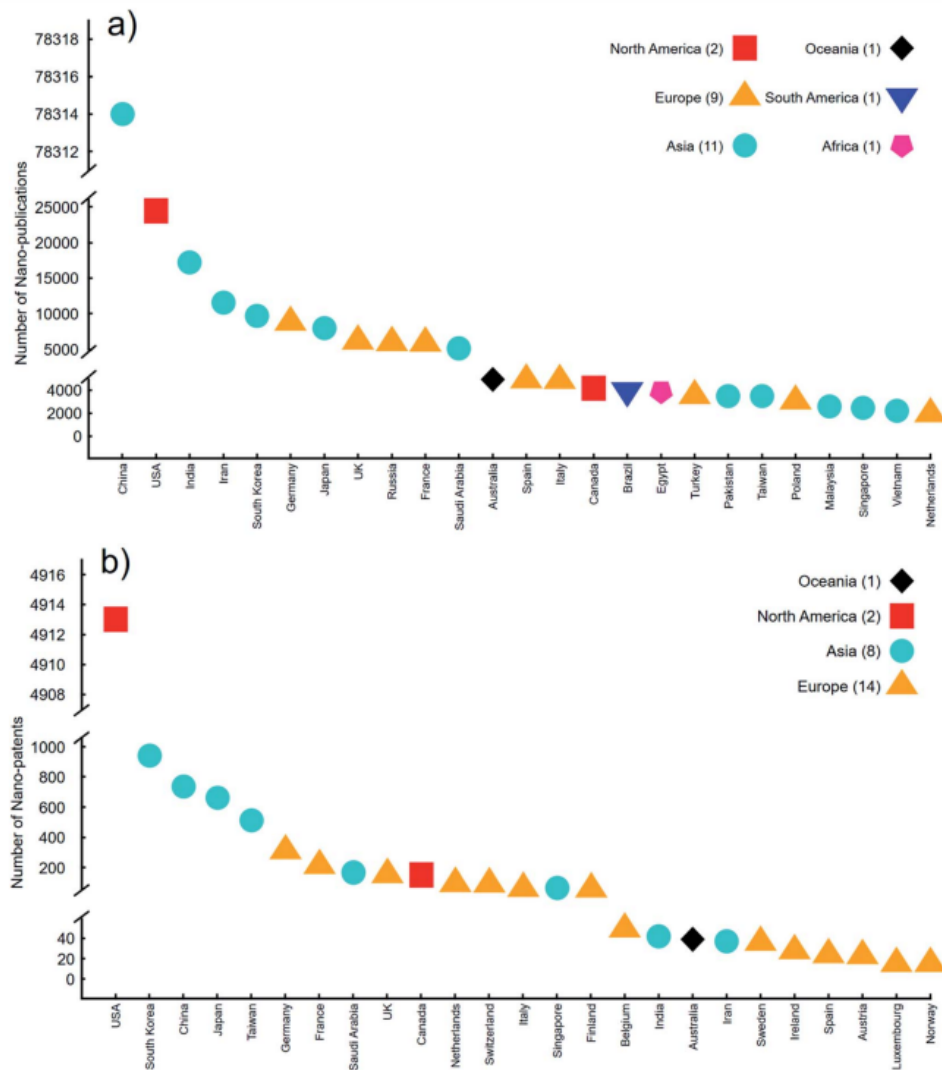 a)
78318
78316
78314
78312
25000
20000
15000
10000
5000
4000
2000
0
Number of Nano-publications
North America (2)
Oceania (1)
Europe (9)
South America (1)
Asia (11)
Africa (1)
China
USA
India
Iran
South Korea
Germany
Japan
UK
Russia
France
Saudi Arabia
Australia
Spain
Italy
Canada
Brazil
Egypt
Turkey
Pakistan
Taiwan
Poland
Malaysia
Singapore
Vietnam
Netherlands
b)
4916
4914
4912
4910
4908
1000
800
600
400
200
40
20
0
Number of Nano-patents
Oceania (1)
North America (2)
Asia (8)
Europe (14)
USA
South Korea
China
Japan
Taiwan
Germany
France
Saudi Arabia
UK
Canada
Netherlands
Switzerland
Italy
Singapore
Finland
Belgium
India
Australia
Iran
Sweden
Ireland
Spain
Austria
Luxembourg
Norway